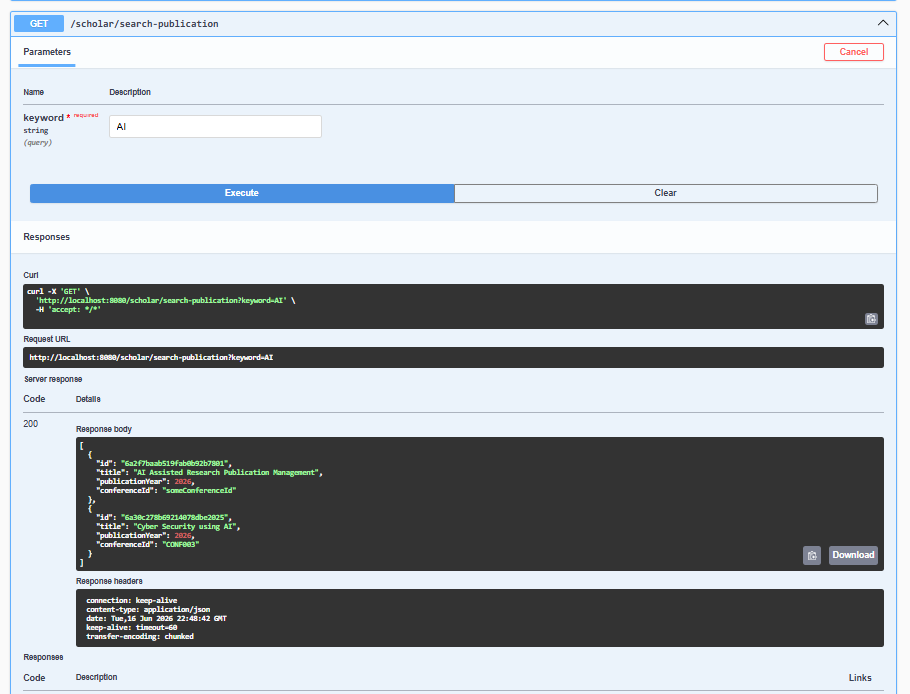 GET /scholar/search-publication
Parameters
Cancel
Name Description
keyword * required
string
(query)
AI
Execute Clear
Responses
Curl
curl -X 'GET' \
'http://localhost:8080/scholar/search-publication?keyword=AI' \
-H 'accept: */*'
Request URL
http://localhost:8080/scholar/search-publication?keyword=AI
Server response
Code Details
200
Response body
[
{
"id": "6a2f7baab519fab0b92b7801",
"title": "AI Assisted Research Publication Management",
"publicationYear": 2026,
"conferenceId": "someConferenceId"
},
{
"id": "6a30c278b69214078dbe2025",
"title": "Cyber Security using AI",
"publicationYear": 2026,
"conferenceId": "CONF003"
}
]
Download
Response headers
connection: keep-alive
content-type: application/json
date: Tue,16 Jun 2026 22:48:42 GMT
keep-alive: timeout=60
transfer-encoding: chunked
Responses
Code Description Links